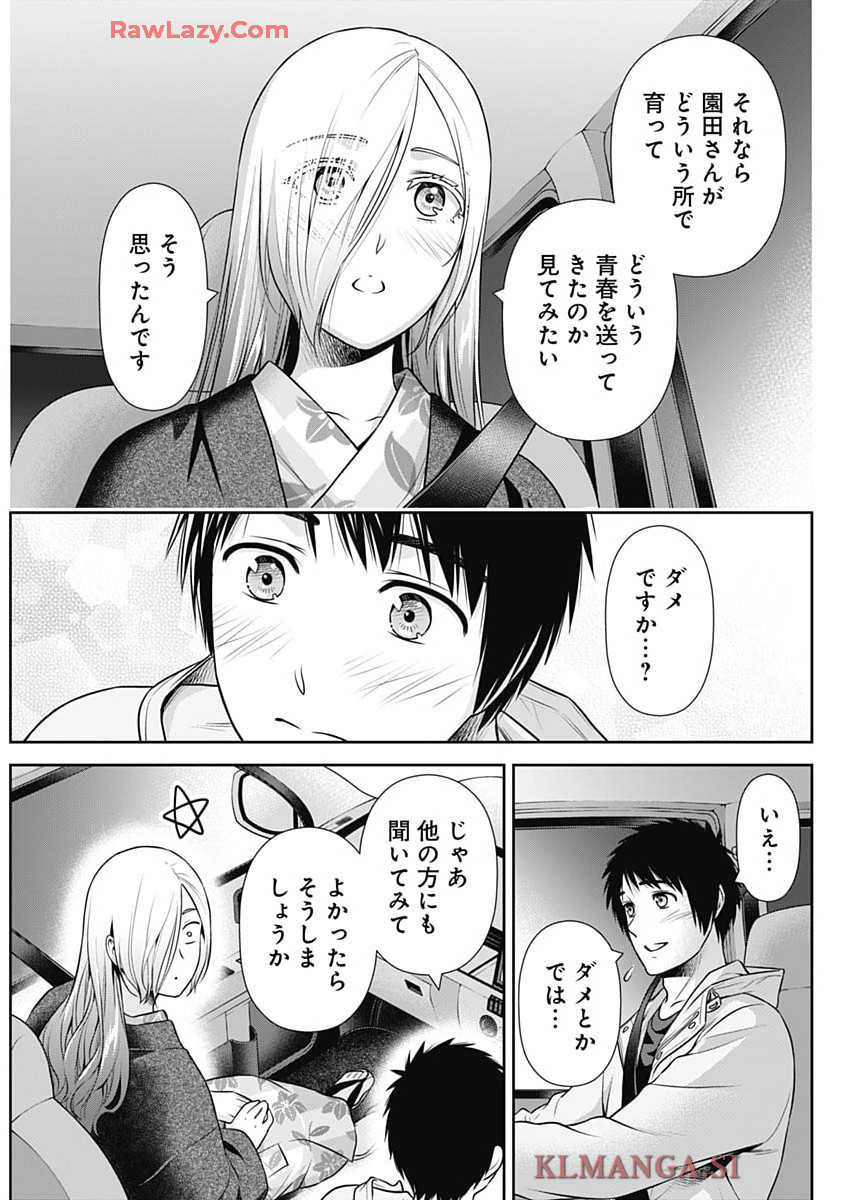 RawLazy.Com
それなら
園田さんが
どういう所で
育って
どういう
青春を送って
きたのか
見てみたい
そう
思ったんです
ダメ
ですか…?
いえ…
ダメとか
では…
じゃあ
他の方にも
聞いてみて
よかったら
そうしま
しょうか
KLMANGA.SI